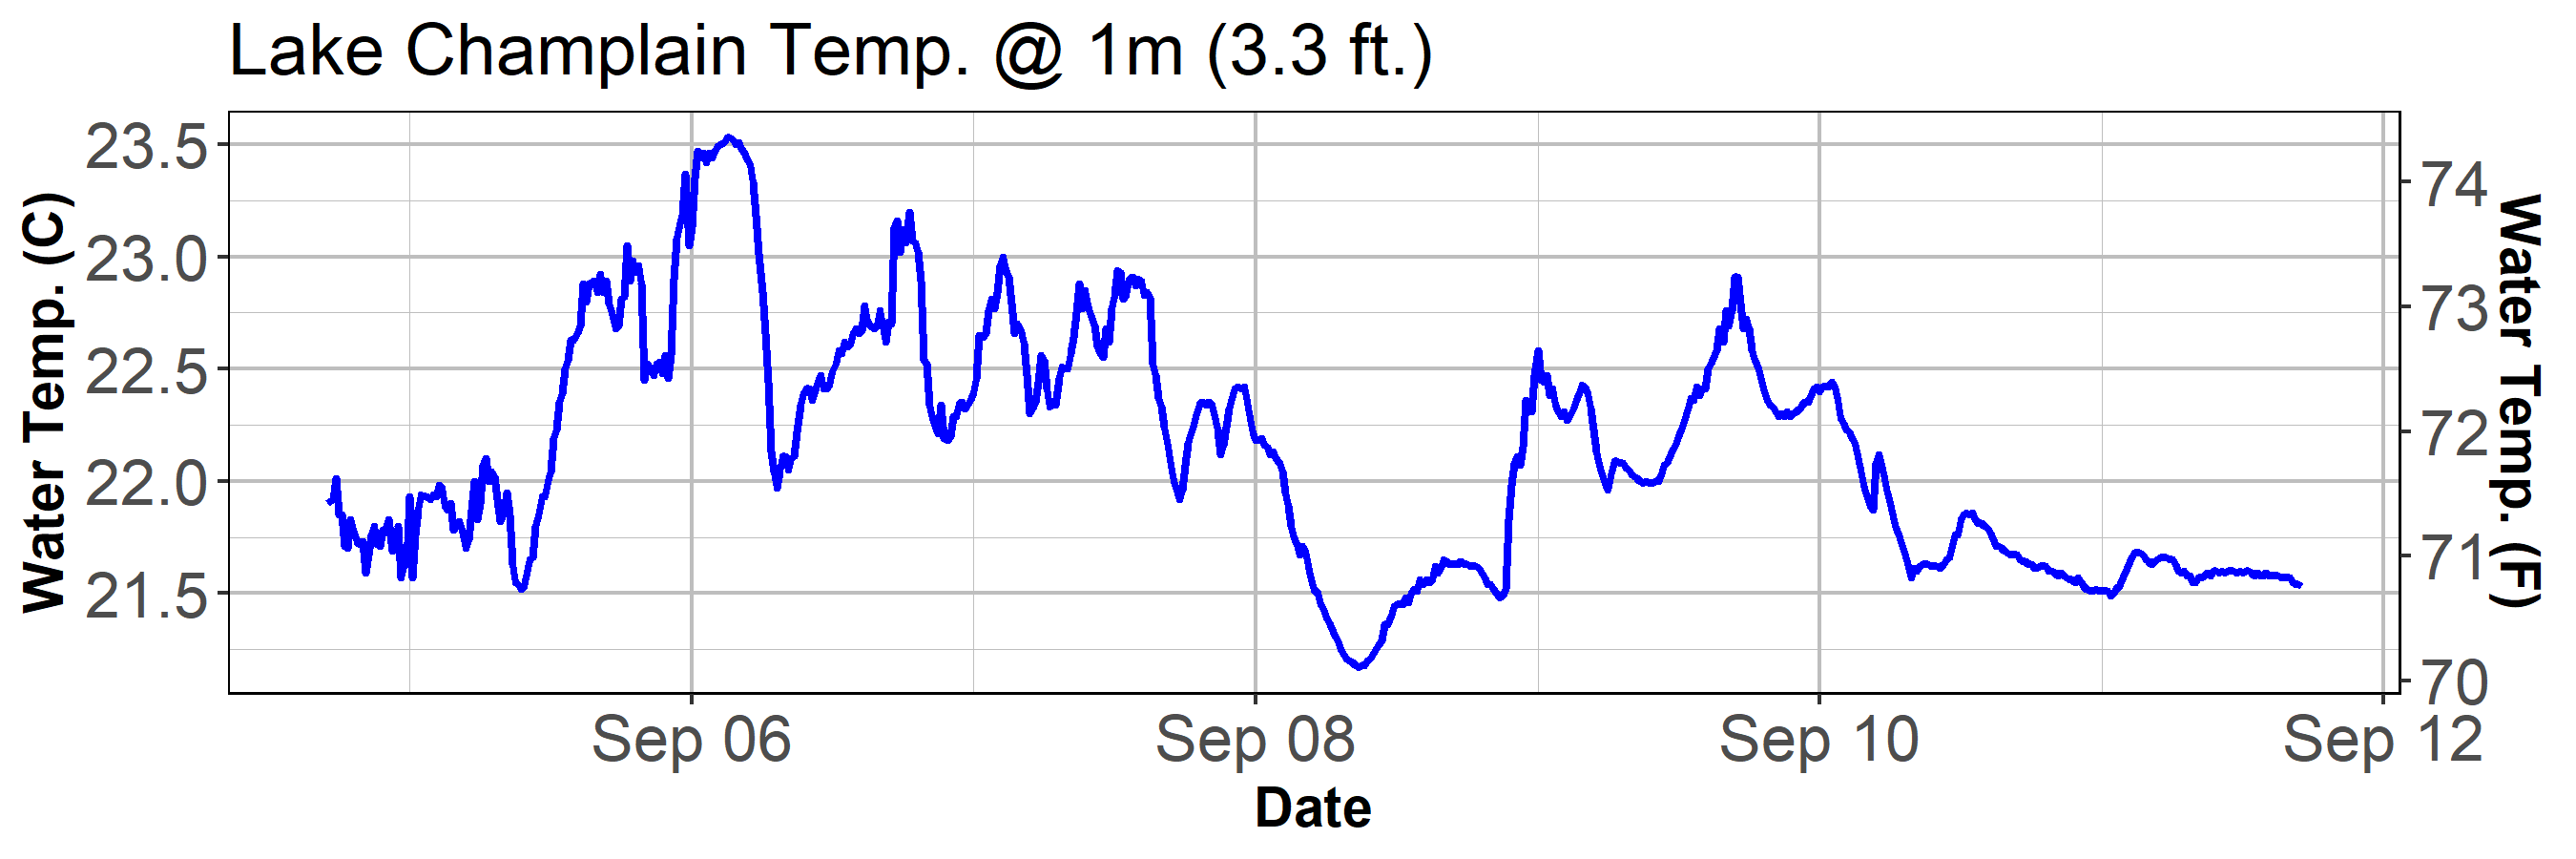 Lake Champlain Temp. @ 1m (3.3 ft.)
Water Temp. (C)
23.5
23.0
22.5
22.0
21.5
74
73
72
71
70
Water Temp. (F)
Sep 06 Sep 08 Sep 10 Sep 12
Date